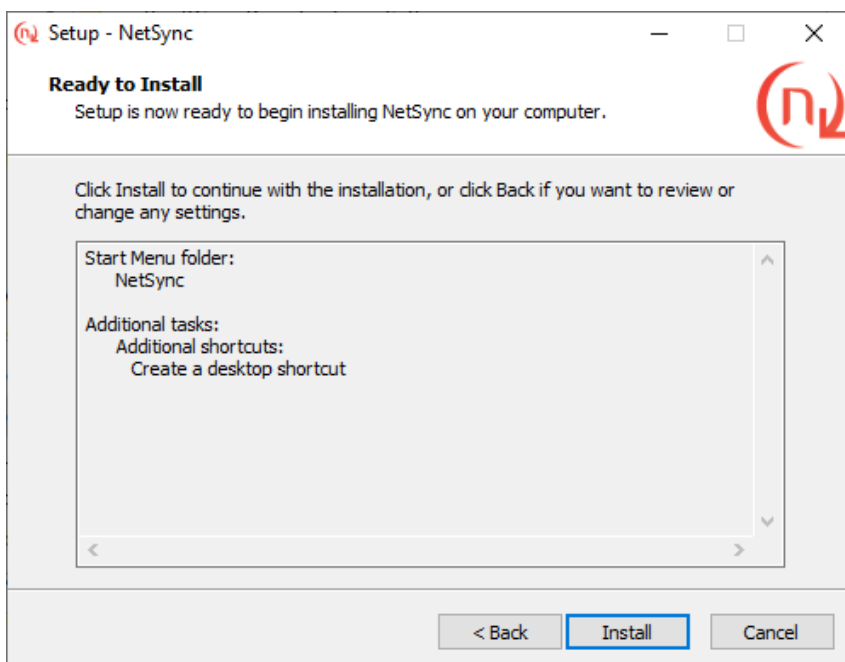 Setup - NetSync
Ready to Install
Setup is now ready to begin installing NetSync on your computer.
Click Install to continue with the installation, or click Back if you want to review or
change any settings.
Start Menu folder:
NetSync
Additional tasks:
Additional shortcuts:
Create a desktop shortcut
< Back
Install
Cancel